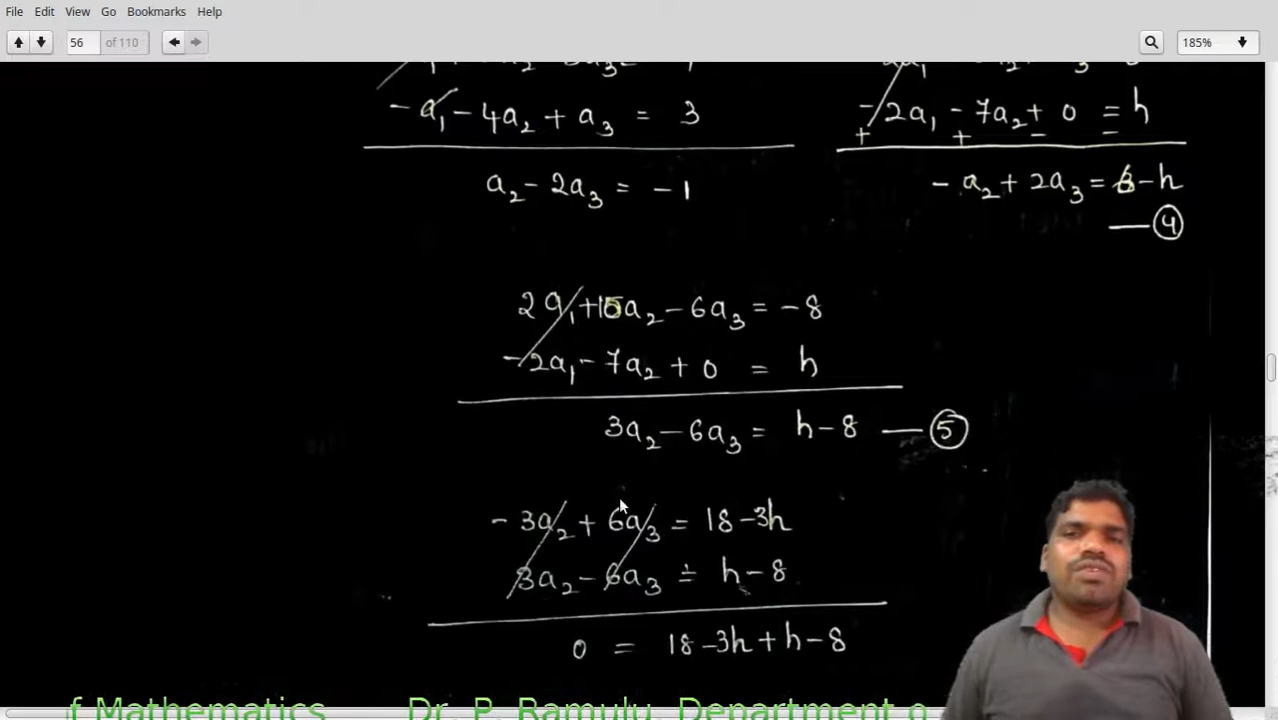 File Edit View Go Bookmarks Help
56 of 110 185%
- a₁ - 4a₂ + a₃ = 3
a₂ - 2a₃ = -1
-2a₁ - 7a₂ + 0 = h
+ + - -
- a₂ + 2a₃ = 6 - h
— ④
2a₁ + 10a₂ - 6a₃ = -8
-2a₁ - 7a₂ + 0 = h
3a₂ - 6a₃ = h - 8 — ⑤
- 3a₂ + 6a₃ = 18 - 3h
3a₂ - 6a₃ = h - 8
0 = 18 - 3h + h - 8
f Mathematics Dr. P. Ramulu, Department o